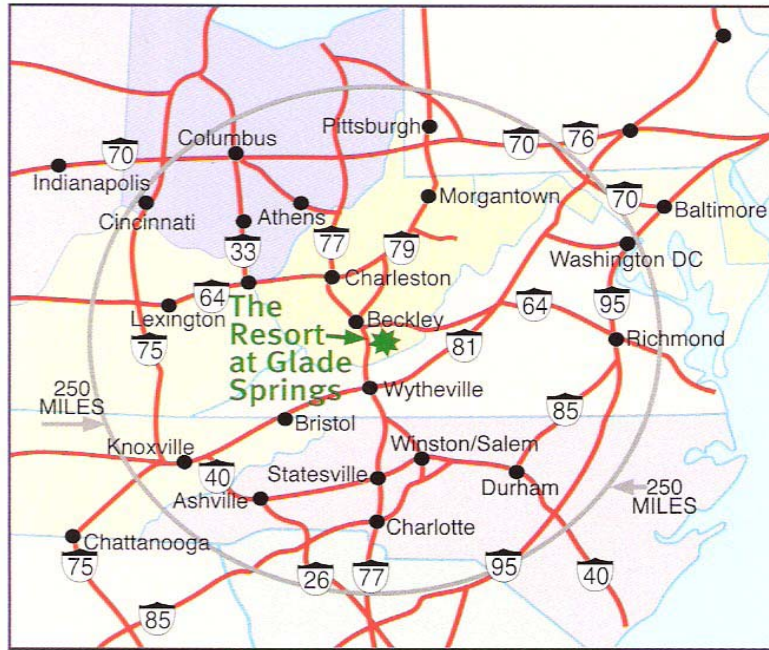 Pittsburgh
76
70
Columbus
70
Indianapolis
Morgantown
70
Baltimore
Cincinnati
Athens
33
77
79
Washington DC
Charleston
64
The
Resort
at Glade
Springs
Lexington
Beckley
64
95
Richmond
75
81
250
MILES
Wytheville
85
Bristol
Knoxville
Winston/Salem
40
Statesville
Durham
Ashville
250
MILES
Charlotte
Chattanooga
75
26
77
95
40
85